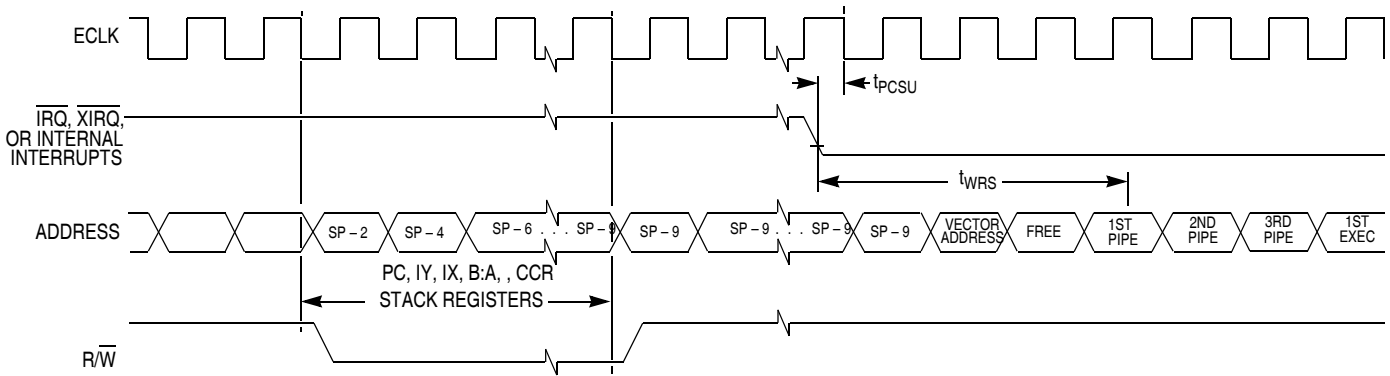 ECLK
tPCSU
IRQ, XIRQ,
OR INTERNAL
INTERRUPTS
tWRS
ADDRESS
SP – 2
SP – 4
SP – 6 . . . SP – 9
SP – 9
SP – 9 . . . SP – 9
SP – 9
VECTOR
ADDRESS
FREE
1ST
PIPE
2ND
PIPE
3RD
PIPE
1ST
EXEC
PC, IY, IX, B:A, , CCR
STACK REGISTERS
R/W